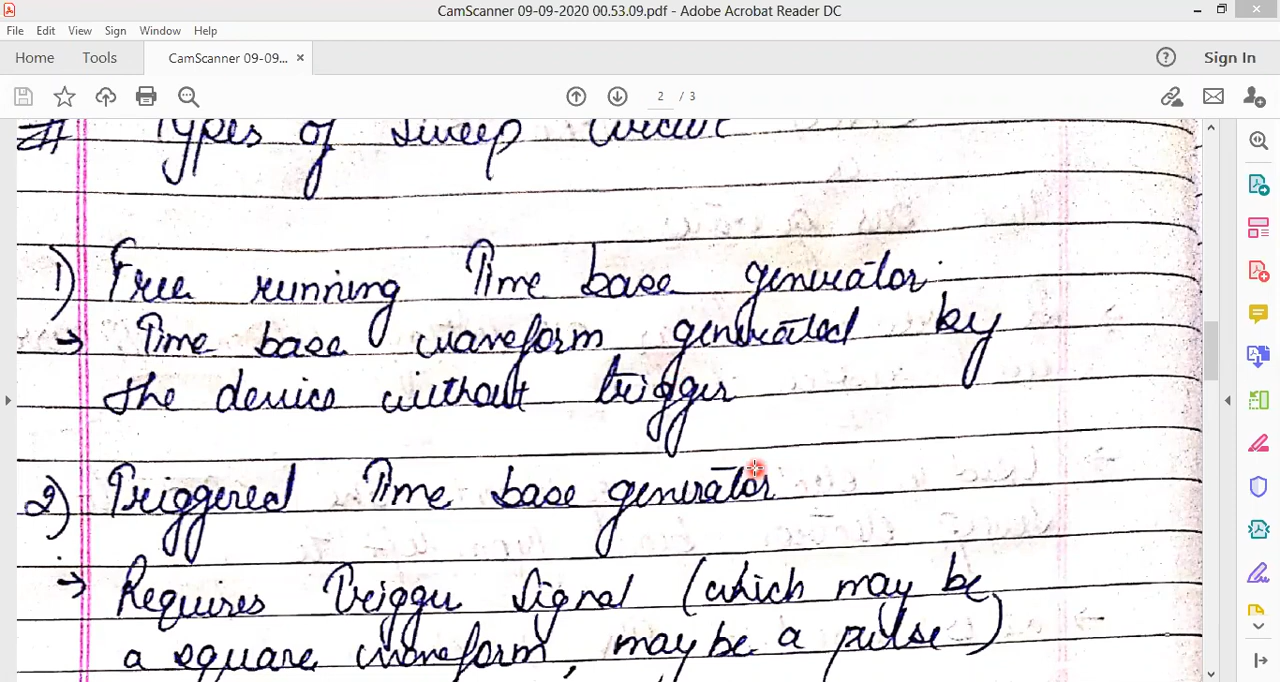 CamScanner 09-09-2020 00.53.09.pdf - Adobe Acrobat Reader DC
File Edit View Sign Window Help
Home Tools CamScanner 09-09... × ? Sign In
2 / 3
# Types of sweep circuit
1) Free running Time base generator.
→ Time base waveform generated by
the device without trigger
2) Triggered Time base generator
→ Requires Trigger Signal (which may be
a square waveform, may be a pulse)